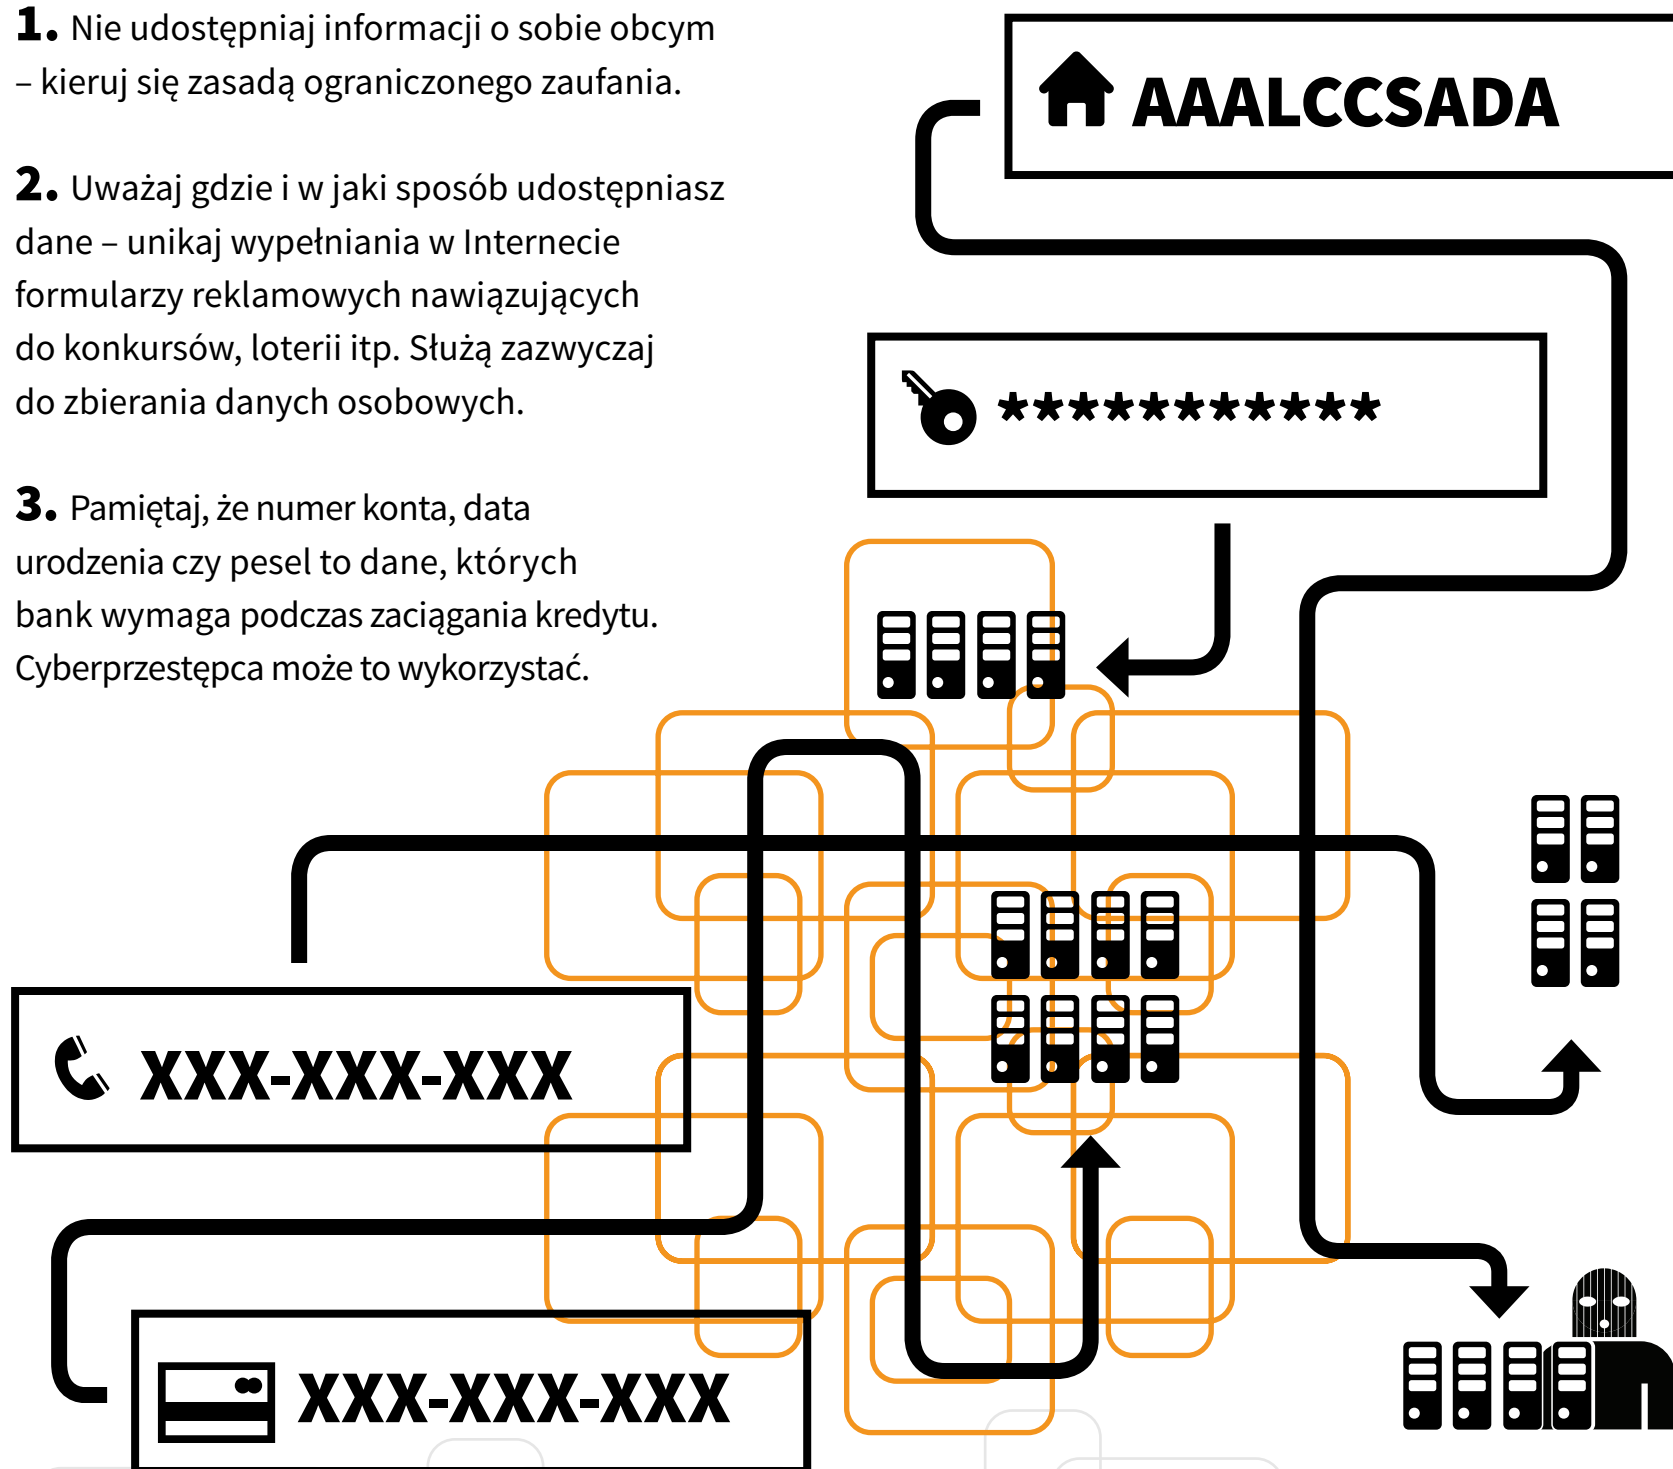 1. Nie udostępniaj informacji o sobie obcym
– kieruj się zasadą ograniczonego zaufania.
2. Uważaj gdzie i w jaki sposób udostępniasz
dane – unikaj wypełniania w Internecie
formularzy reklamowych nawiązujących
do konkursów, loterii itp. Służą zazwyczaj
do zbierania danych osobowych.
3. Pamiętaj, że numer konta, data
urodzenia czy pesel to dane, których
bank wymaga podczas zaciągania kredytu.
Cyberprzestępca może to wykorzystać.
AAALCCSADA
***********
XXX-XXX-XXX
XXX-XXX-XXX